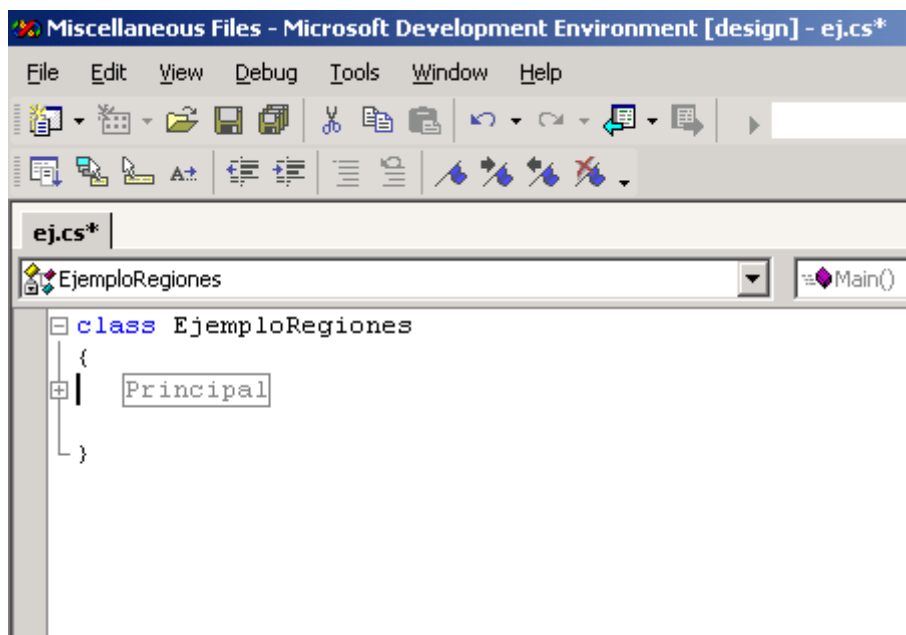 Miscellaneous Files - Microsoft Development Environment [design] - ej.cs*
File Edit View Debug Tools Window Help
ej.cs*
EjemploRegiones Main()
class EjemploRegiones
{
Principal
}